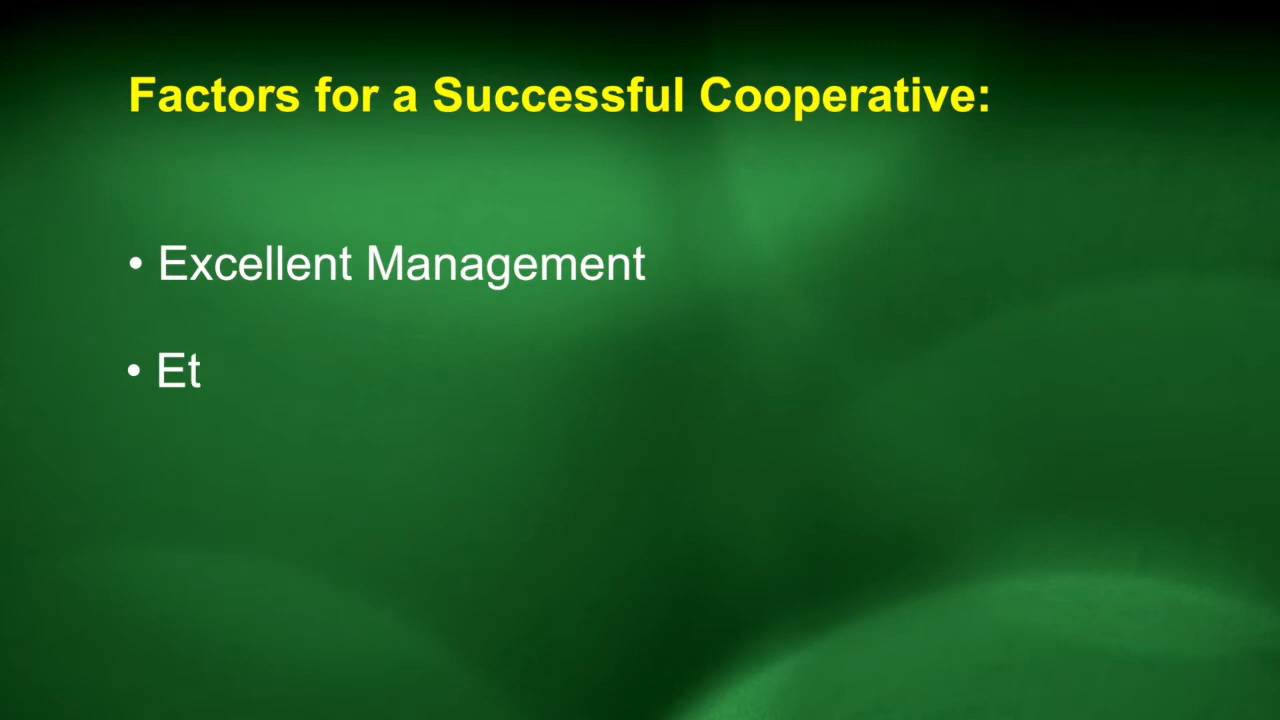 Factors for a Successful Cooperative:
• Excellent Management
• Et